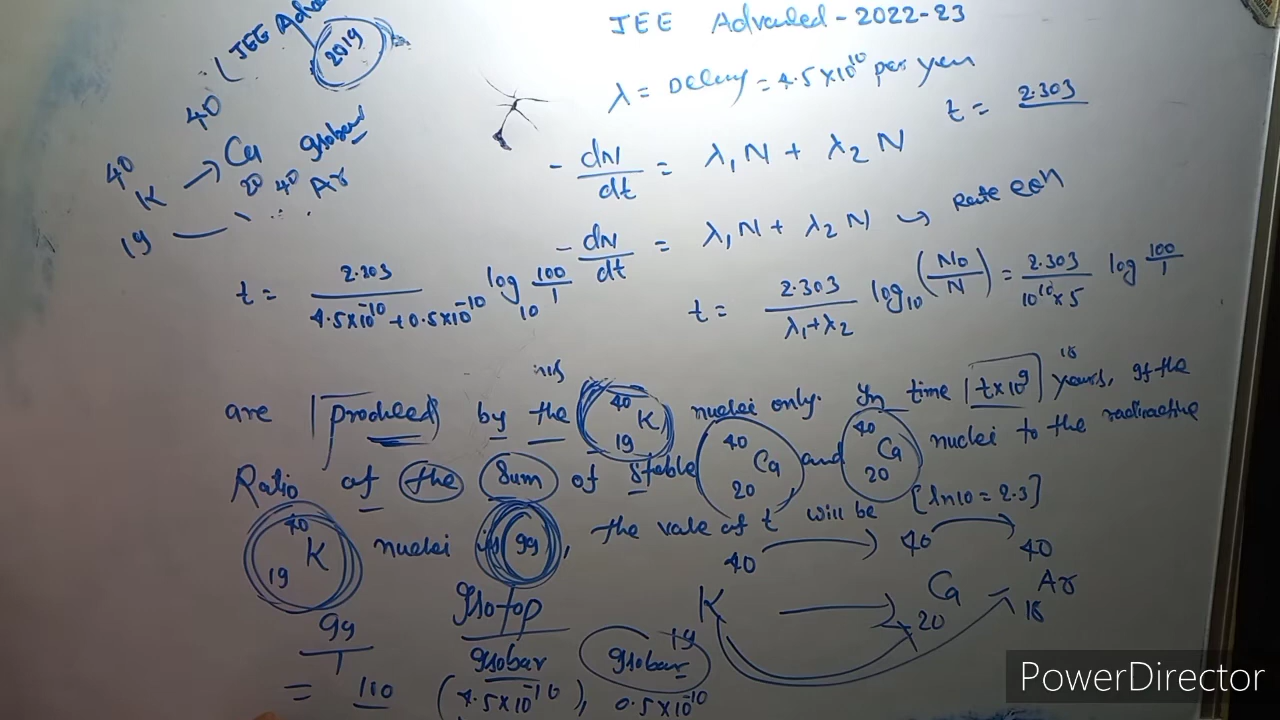 JEE Advanced - 2022-23
(JEE Adva
2019
λ = Decay = 4.5×10^10 per year
t = 2.303
40 40
K → Ca Isobar
19 20 40 Ar
- dN/dt = λ₁N + λ₂N
- dN/dt = λ₁N + λ₂N → Rate eqn
t = 2.303 / 4.5×10^-10 + 0.5×10^-10 log10 100/1
t = 2.303 / λ₁+λ₂ log10 (N0/N) = 2.303 / 10^10×5 log 100/1
are produced by the 40 K 19 nuclei only. In time t×10^9 years, if the
Ratio of the Sum of stable 40 Ca 20 and 40 Ca 20 nuclei to the radioactive
40 K 19 nuclei is 99, the value of t will be [ln10 = 2.3]
40 40 40
K → Ca Ar
19 20 18
99/1 Isotop
Isobar Isobar
= 110 (4.5×10^-10), 0.5×10^-10
PowerDirector